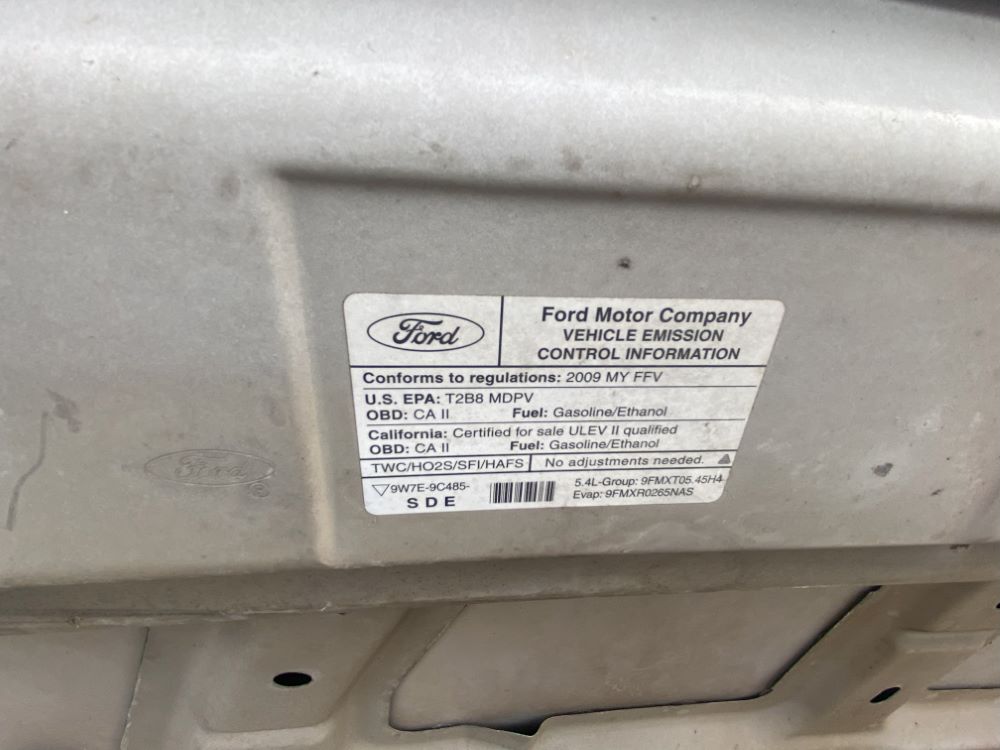 Ford
Ford Motor Company
VEHICLE EMISSION
CONTROL INFORMATION
Conforms to regulations: 2009 MY FFV
U.S. EPA: T2B8 MDPV
OBD: CA II Fuel: Gasoline/Ethanol
California: Certified for sale ULEV II qualified
OBD: CA II Fuel: Gasoline/Ethanol
TWC/HO2S/SFI/HAFS No adjustments needed.
9W7E-9C485-
SDE
5.4L-Group: 9FMXT05.45H4
Evap: 9FMXR0265NAS
Ford